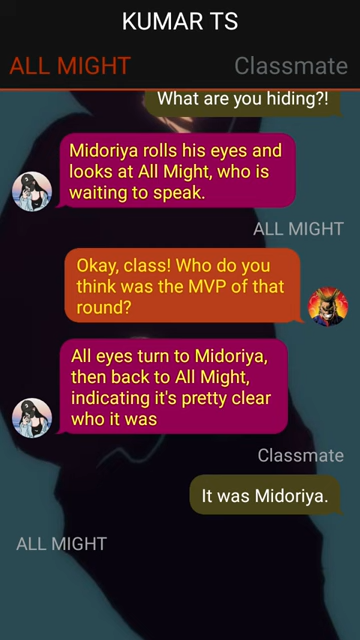 KUMAR TS
ALL MIGHT
Classmate
What are you hiding?!
Midoriya rolls his eyes and
looks at All Might, who is
waiting to speak.
ALL MIGHT
Okay, class! Who do you
think was the MVP of that
round?
All eyes turn to Midoriya,
then back to All Might,
indicating it's pretty clear
who it was
Classmate
It was Midoriya.
ALL MIGHT